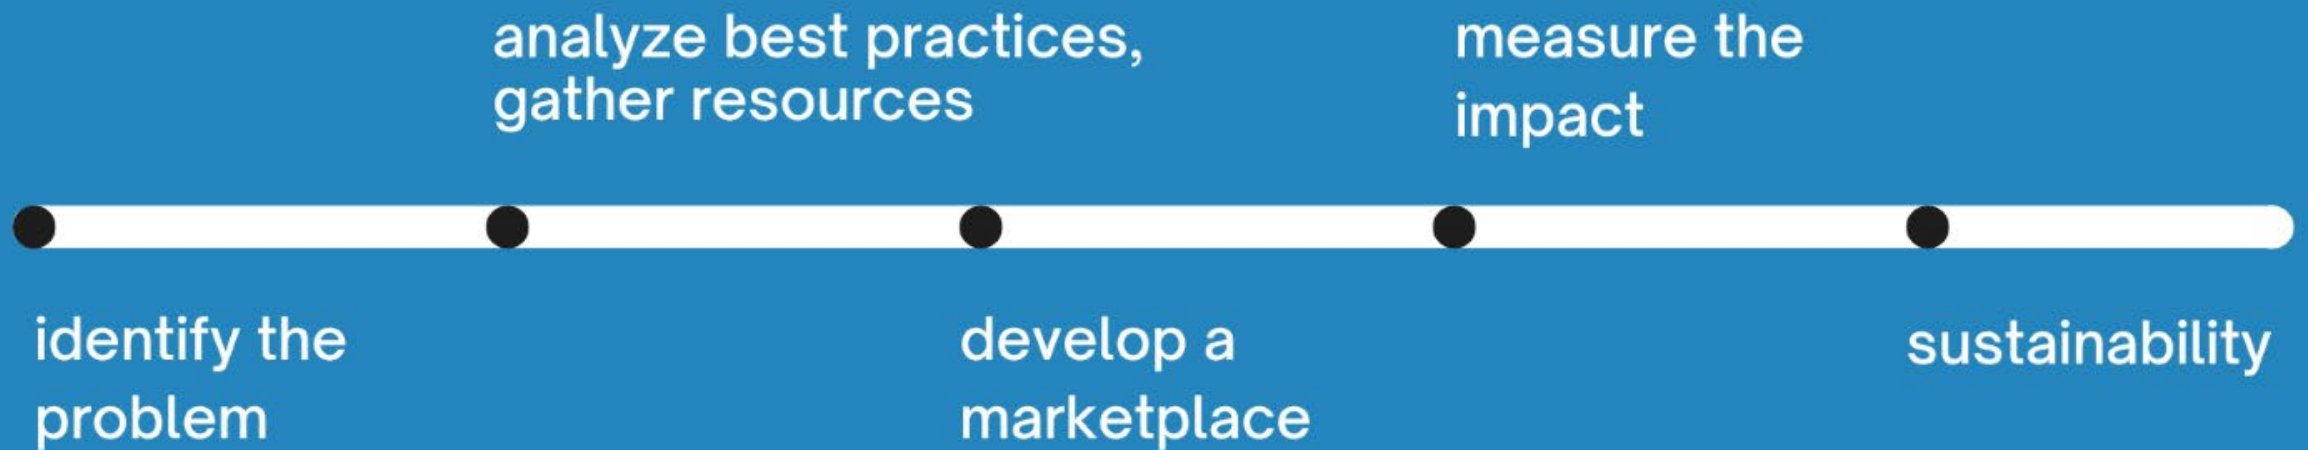 analyze best practices,
gather resources
measure the
impact
identify the
problem
develop a
marketplace
sustainability